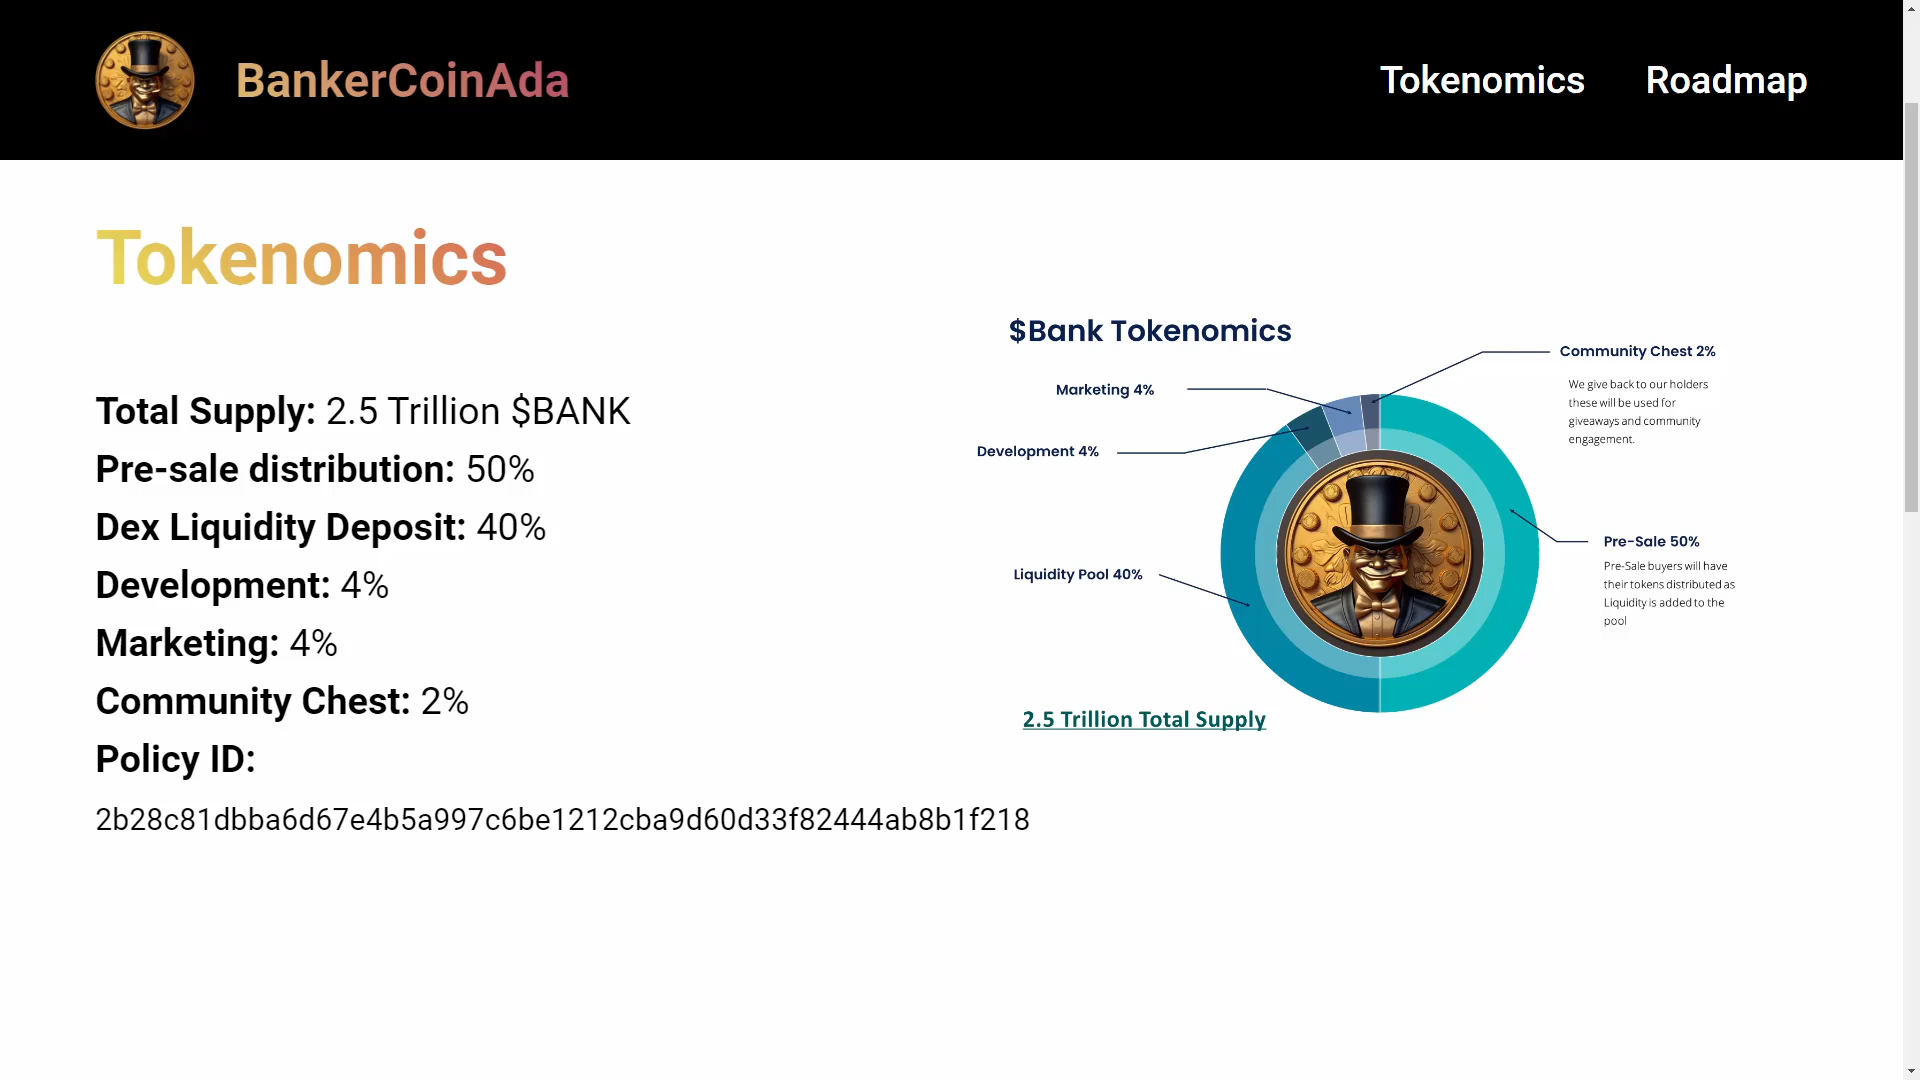 BankerCoinAda
Tokenomics
Roadmap
Tokenomics
Total Supply: 2.5 Trillion $BANK
Pre-sale distribution: 50%
Dex Liquidity Deposit: 40%
Development: 4%
Marketing: 4%
Community Chest: 2%
Policy ID:
2b28c81dbba6d67e4b5a997c6be1212cba9d60d33f82444ab8b1f218
$Bank Tokenomics
Community Chest 2%
We give back to our holders
these will be used for
giveaways and community
engagement.
Marketing 4%
Development 4%
Pre-Sale 50%
Pre-Sale buyers will have
their tokens distributed as
Liquidity is added to the
pool
Liquidity Pool 40%
2.5 Trillion Total Supply